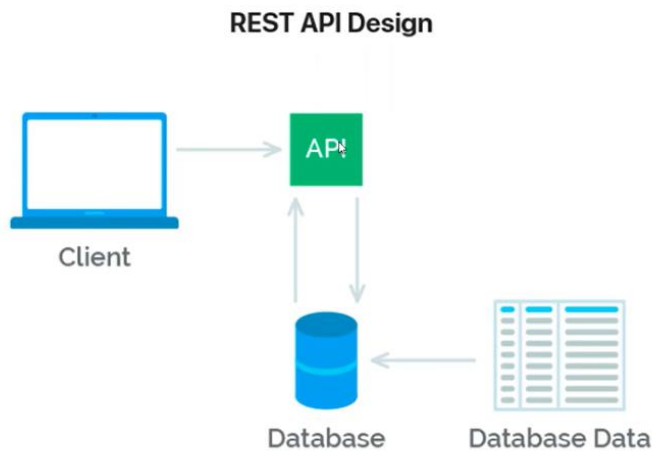 REST API Design
API
Client
Database
Database Data